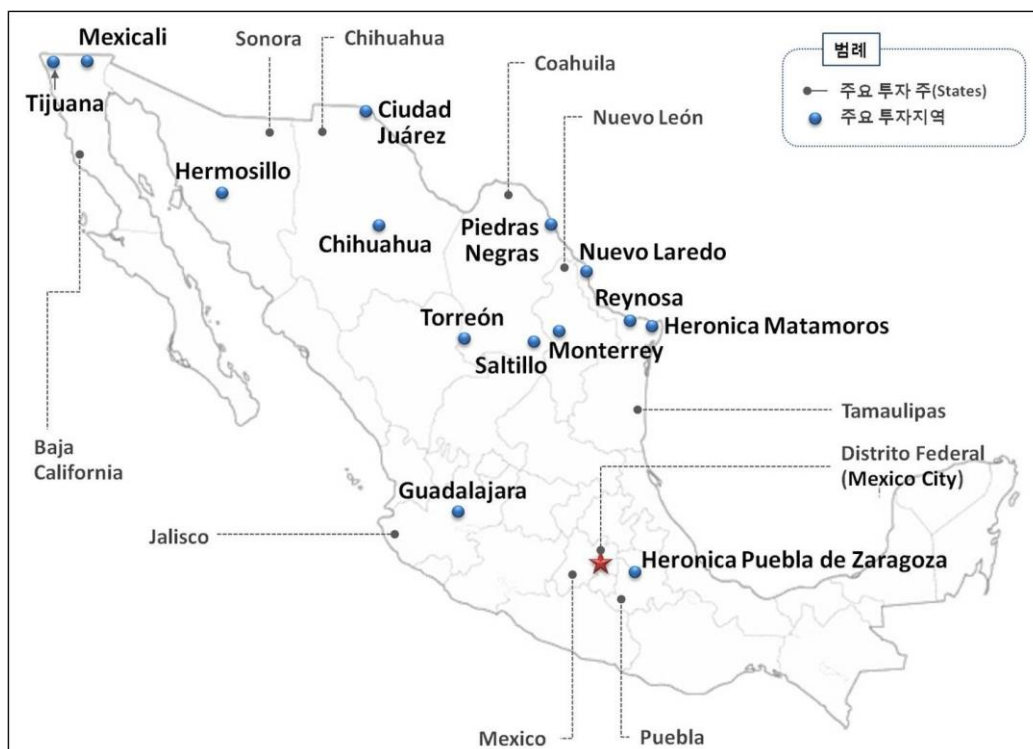 Mexicali
Sonora
Chihuahua
범례
주요 투자 주(States)
주요 투자지역
Coahuila
Tijuana
Ciudad
Juárez
Nuevo León
Hermosillo
Chihuahua
Piedras
Negras
Nuevo Laredo
Reynosa
Torreón
Heronica Matamoros
Saltillo
Monterrey
Tamaulipas
Baja
California
Distrito Federal
(Mexico City)
Guadalajara
Jalisco
Heronica Puebla de Zaragoza
Mexico
Puebla